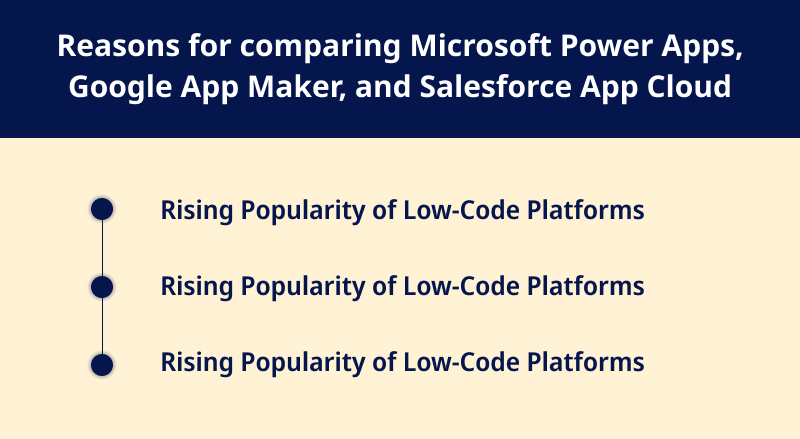 Reasons for comparing Microsoft Power Apps,
Google App Maker, and Salesforce App Cloud
Rising Popularity of Low-Code Platforms
Rising Popularity of Low-Code Platforms
Rising Popularity of Low-Code Platforms